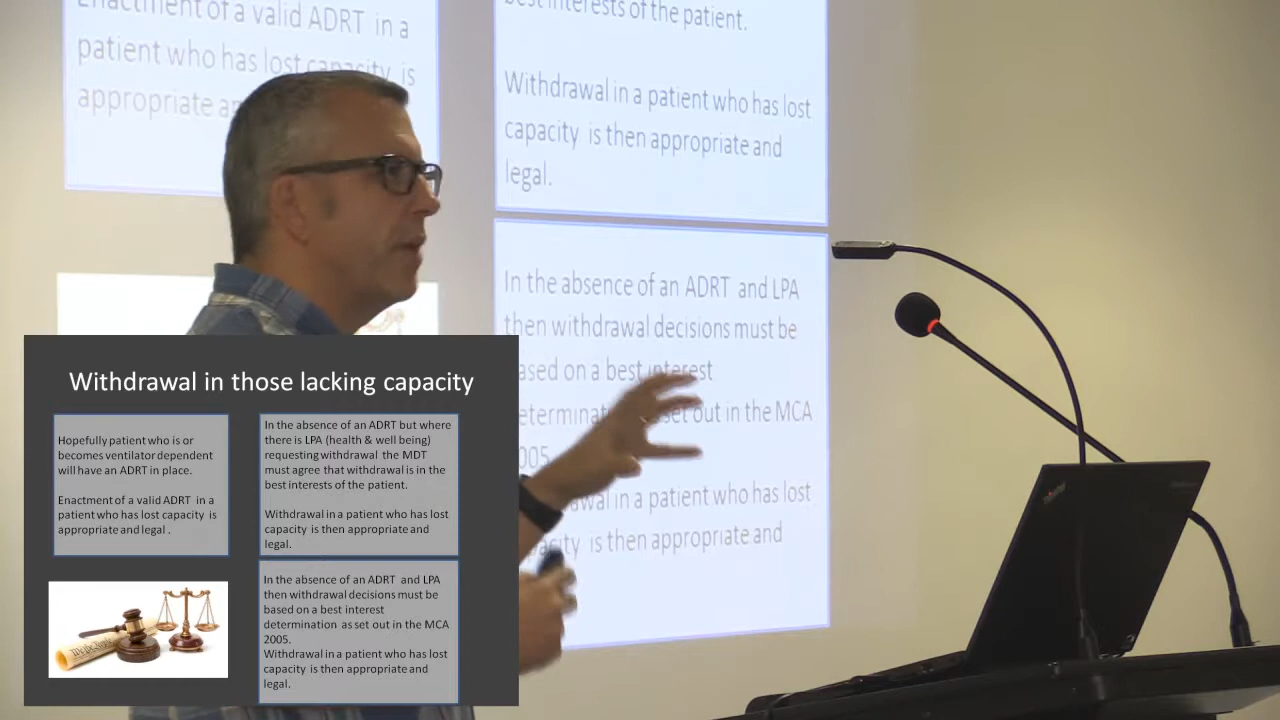 Enactment of a valid ADRT in a
patient who has lost capacity is
appropriate
best interests of the patient.
Withdrawal in a patient who has lost
capacity is then appropriate and
legal.
In the absence of an ADRT and LPA
then withdrawal decisions must be
based on a best interest
set out in the MCA
2005.
in a patient who has lost
is then appropriate and
Withdrawal in those lacking capacity
Hopefully patient who is or
becomes ventilator dependent
will have an ADRT in place.
Enactment of a valid ADRT in a
patient who has lost capacity is
appropriate and legal .
In the absence of an ADRT but where
there is LPA (health & well being)
requesting withdrawal the MDT
must agree that withdrawal is in the
best interests of the patient.
Withdrawal in a patient who has lost
capacity is then appropriate and
legal.
In the absence of an ADRT and LPA
then withdrawal decisions must be
based on a best interest
determination as set out in the MCA
2005.
Withdrawal in a patient who has lost
capacity is then appropriate and
legal.